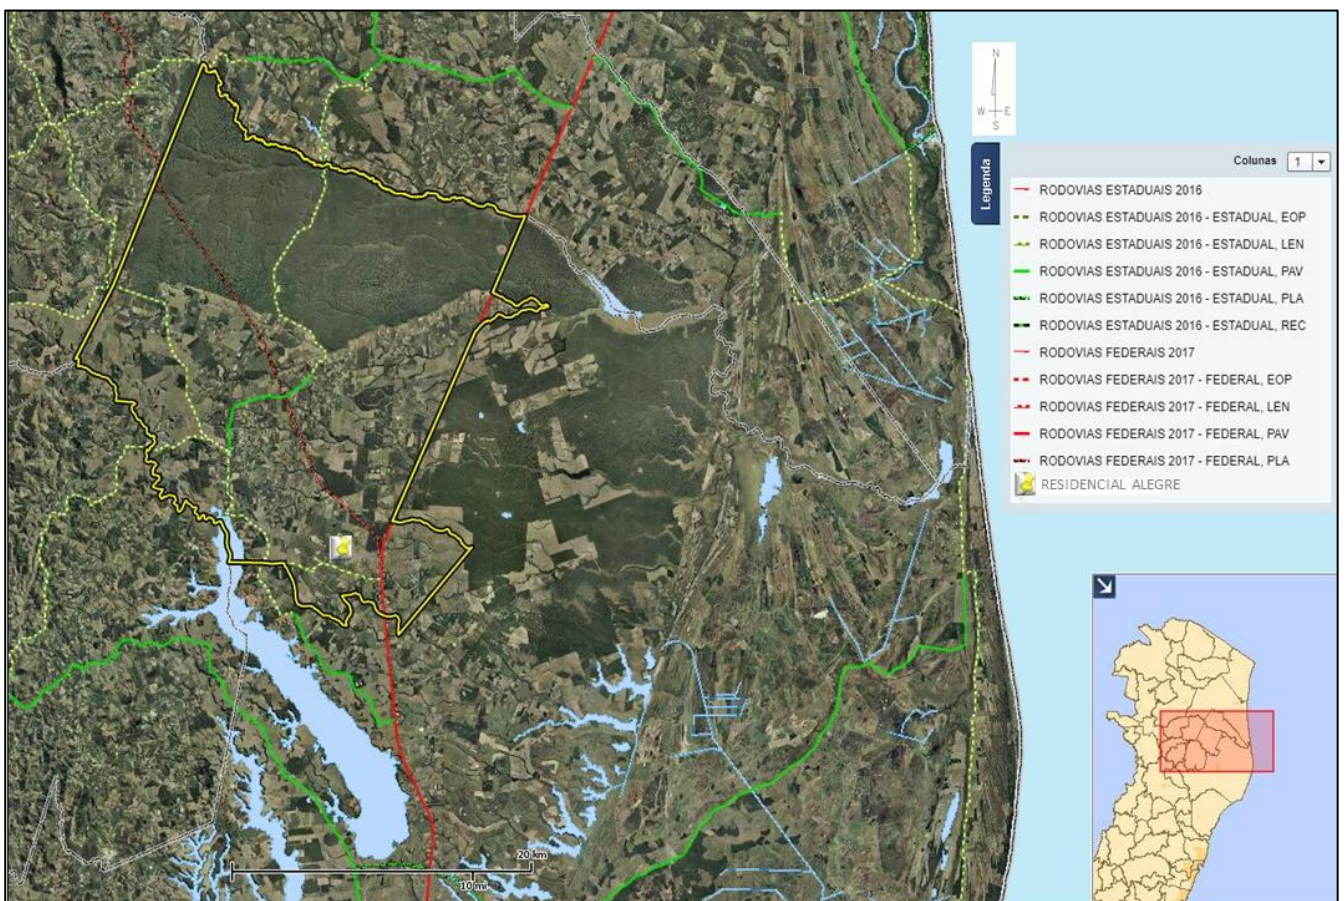 N
W E
S
Legenda
Colunas 1
RODOVIAS ESTADUAIS 2016
RODOVIAS ESTADUAIS 2016 - ESTADUAL, EOP
RODOVIAS ESTADUAIS 2016 - ESTADUAL, LEN
RODOVIAS ESTADUAIS 2016 - ESTADUAL, PAV
RODOVIAS ESTADUAIS 2016 - ESTADUAL, PLA
RODOVIAS ESTADUAIS 2016 - ESTADUAL, REC
RODOVIAS FEDERAIS 2017
RODOVIAS FEDERAIS 2017 - FEDERAL, EOP
RODOVIAS FEDERAIS 2017 - FEDERAL, LEN
RODOVIAS FEDERAIS 2017 - FEDERAL, PAV
RODOVIAS FEDERAIS 2017 - FEDERAL, PLA
RESIDENCIAL ALEGRE
20 km
10 mi